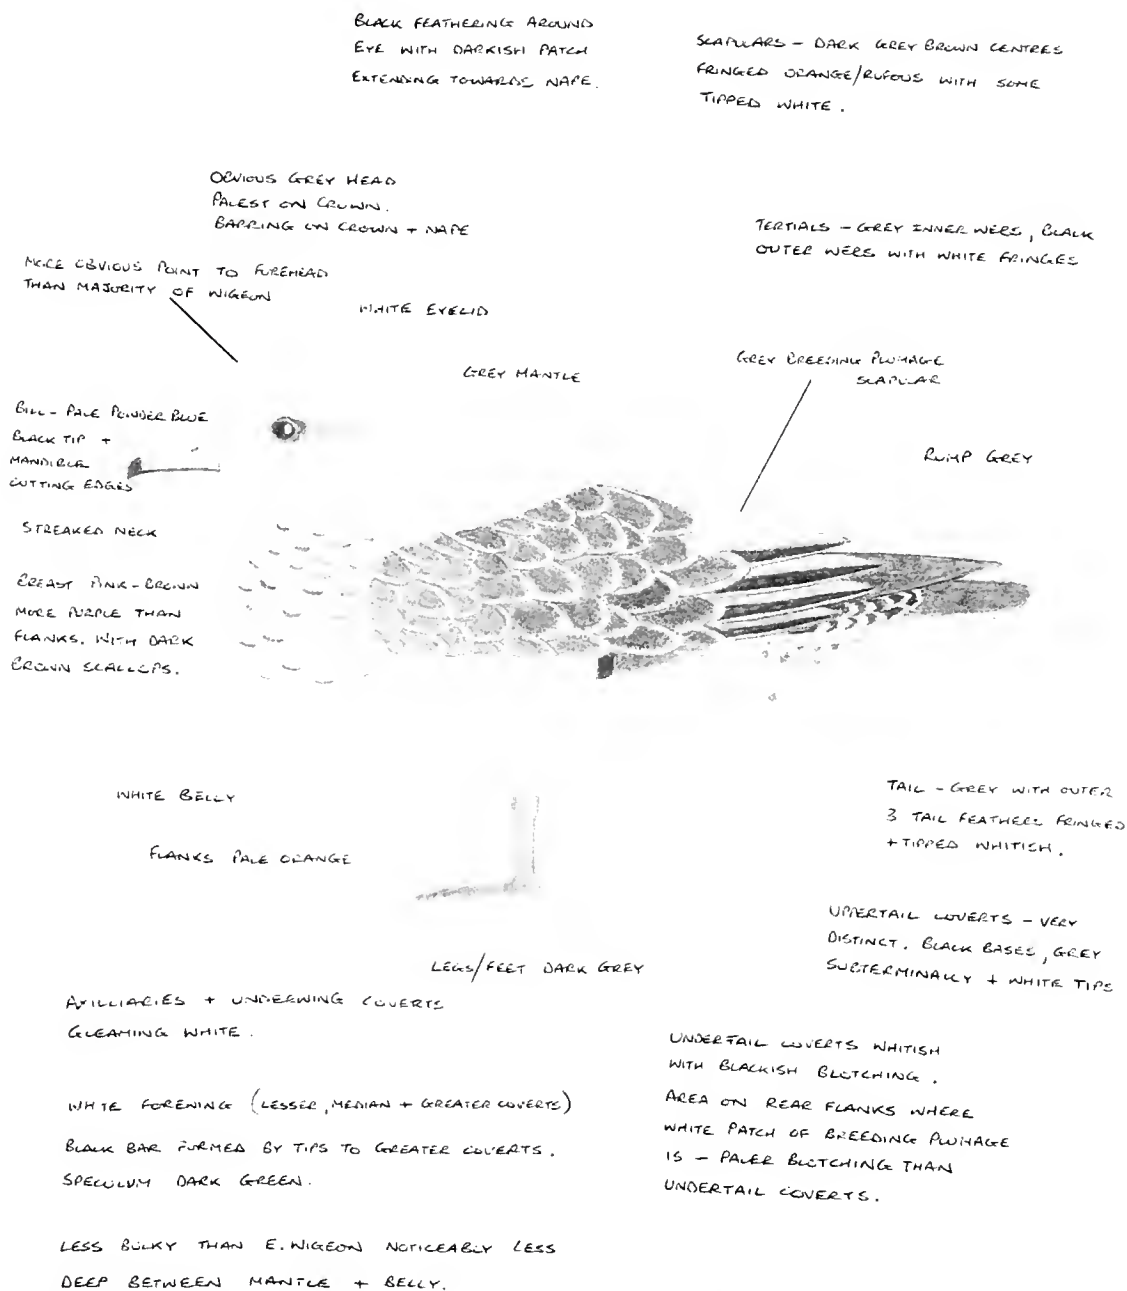 BLACK FEATHERING AROUND
EYE WITH DARKISH PATCH
EXTENDING TOWARDS NAPE.
SCAPULARS - DARK GREY BROWN CENTRES
FRINGED ORANGE/RUFOUS WITH SOME
TIPPED WHITE.
OBVIOUS GREY HEAD
PALEST ON CROWN.
BARRING ON CROWN + NAPE
TERTIALS - GREY INNER WEBS, BLACK
OUTER WEBS WITH WHITE FRINGES
MORE OBVIOUS POINT TO FOREHEAD
THAN MAJORITY OF WIGEON
WHITE EYELID
GREY MANTLE
GREY BREEDING PLUMAGE
SCAPULAR
BILL - PALE POWDER BLUE
BLACK TIP +
MANDIBLE
CUTTING EDGES
RUMP GREY
STREAKED NECK
BREAST PINK-BROWN
MORE PURPLE THAN
FLANKS. WITH DARK
BROWN SCALLOPS.
WHITE BELLY
FLANKS PALE ORANGE
TAIL - GREY WITH OUTER
3 TAIL FEATHERS FRINGED
+ TIPPED WHITISH.
UPPERTAIL COVERTS - VERY
DISTINCT. BLACK BASES, GREY
SUBTERMINALLY + WHITE TIPS
LEGS/FEET DARK GREY
AXILLIARIES + UNDERWING COVERTS
GLEAMING WHITE.
UNDERTAIL COVERTS WHITISH
WITH BLACKISH BLOTCHING.
AREA ON REAR FLANKS WHERE
WHITE PATCH OF BREEDING PLUMAGE
IS - PALER BLOTCHING THAN
UNDERTAIL COVERTS.
WHITE FOREWING (LESSER, MEDIAN + GREATER COVERTS)
BLACK BAR FORMED BY TIPS TO GREATER COVERTS.
SPECULUM DARK GREEN.
LESS BULKY THAN E. WIGEON NOTICEABLY LESS
DEEP BETWEEN MANTLE + BELLY.